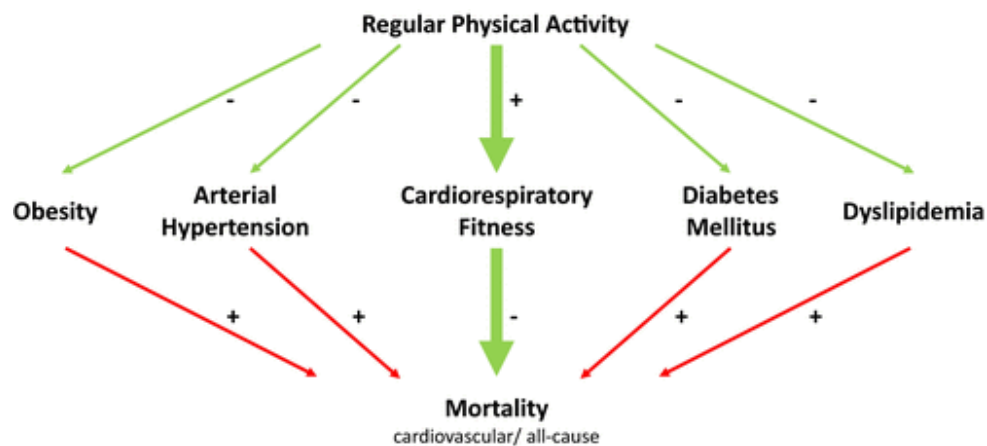 Regular Physical Activity
- - + - -
Obesity
Arterial
Hypertension
Cardiorespiratory
Fitness
Diabetes
Mellitus
Dyslipidemia
+ + - + +
Mortality
cardiovascular/ all-cause